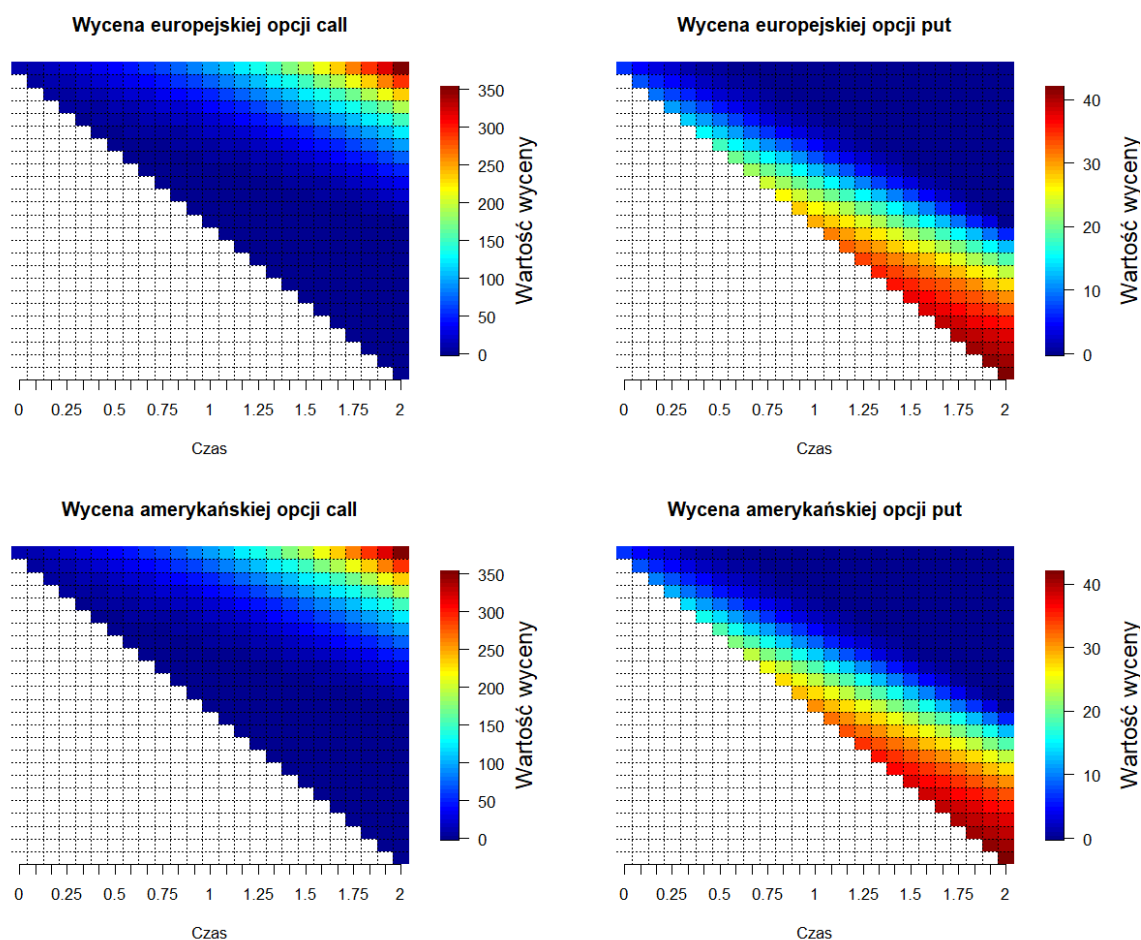 Wycena europejskiej opcji call
350
300
250
200
150
100
50
0
Wartość wyceny
0 0.25 0.5 0.75 1 1.25 1.5 1.75 2
Czas
Wycena europejskiej opcji put
40
30
20
10
0
Wartość wyceny
0 0.25 0.5 0.75 1 1.25 1.5 1.75 2
Czas
Wycena amerykańskiej opcji call
350
300
250
200
150
100
50
0
Wartość wyceny
0 0.25 0.5 0.75 1 1.25 1.5 1.75 2
Czas
Wycena amerykańskiej opcji put
40
30
20
10
0
Wartość wyceny
0 0.25 0.5 0.75 1 1.25 1.5 1.75 2
Czas